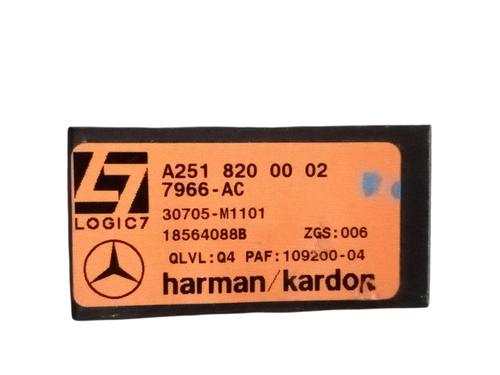 L7
LOGIC7
A251 820 00 02
7966-AC
30705-M1101
18564088B ZGS:006
QLVL:Q4 PAF:109200-04
harman/kardon